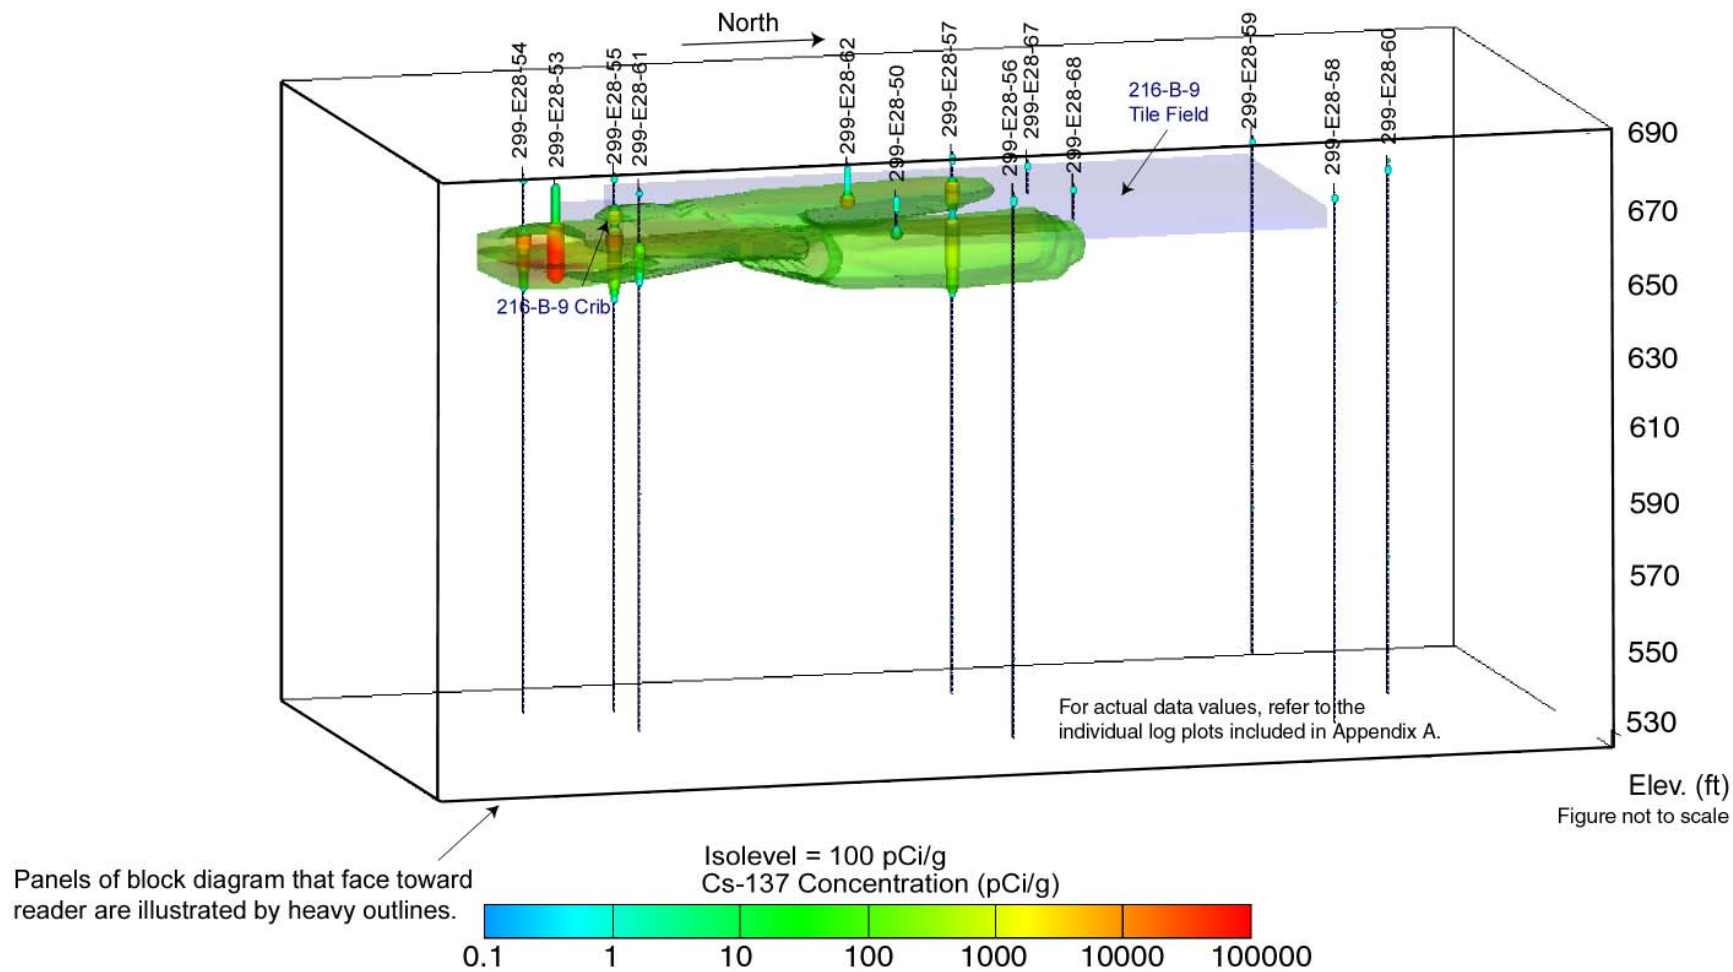 North
299-E28-54
299-E28-53
299-E28-55
299-E28-61
299-E28-62
299-E28-50
299-E28-57
299-E28-56
299-E28-67
299-E28-68
216-B-9
Tile Field
299-E28-59
299-E28-58
299-E28-60
690
670
650
630
610
590
570
550
530
216-B-9 Crib
For actual data values, refer to the
individual log plots included in Appendix A.
Elev. (ft)
Figure not to scale
Panels of block diagram that face toward
reader are illustrated by heavy outlines.
Isolevel = 100 pCi/g
Cs-137 Concentration (pCi/g)
0.1 1 10 100 1000 10000 100000